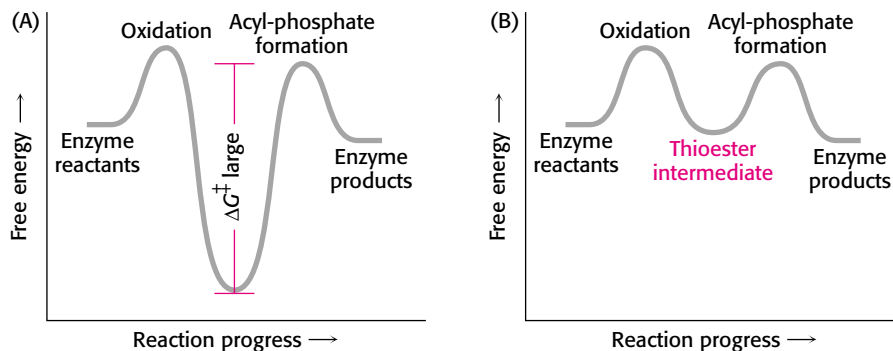 (A)
Oxidation
Acyl-phosphate
formation
Free energy →
Enzyme
reactants
ΔG‡ large
Enzyme
products
Reaction progress →
(B)
Oxidation
Acyl-phosphate
formation
Free energy →
Enzyme
reactants
Thioester
intermediate
Enzyme
products
Reaction progress →